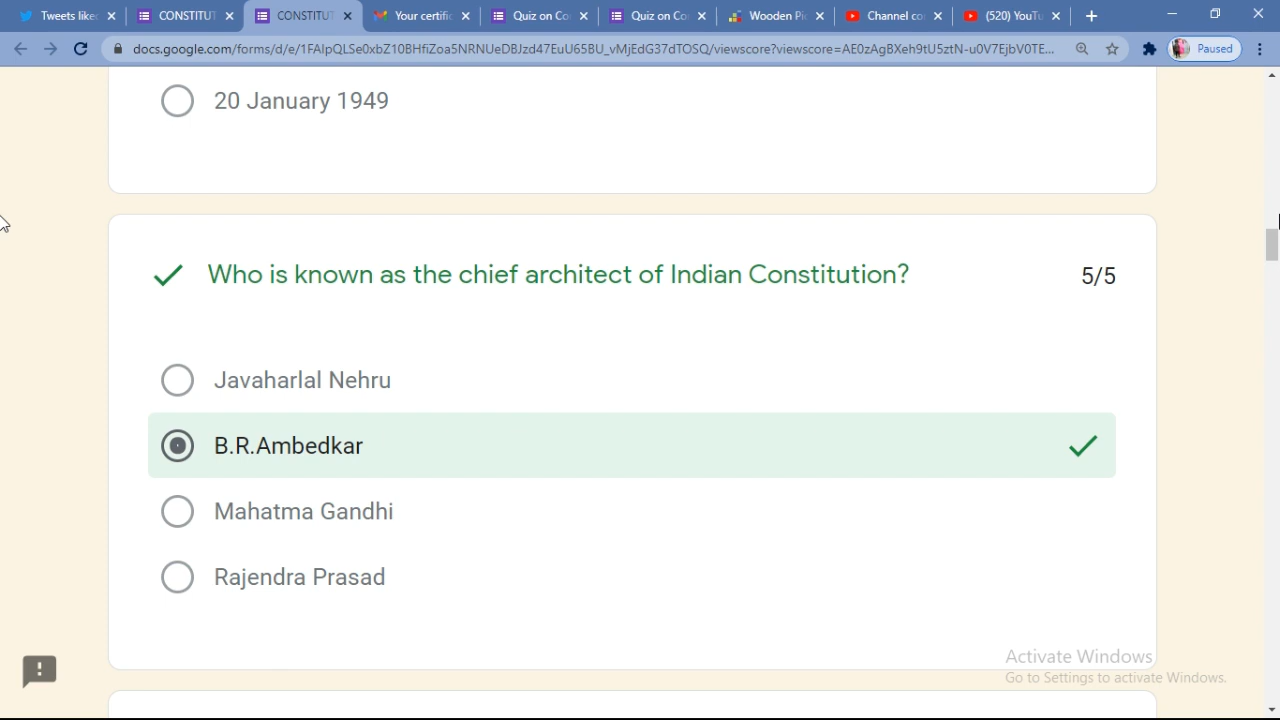 Tweets like
CONSTITUT
CONSTITUT
Your certific
Quiz on Co
Quiz on Co
Wooden Pi
Channel co
(520) YouTu
docs.google.com/forms/d/e/1FAIpQLSe0xbZ10BHfiZoa5NRNUeDBJzd47EuU65BU_vMjEdG37dTOSQ/viewscore?viewscore=AE0zAgBXeh9tU5ztN-u0V7EjbV0TE...
Paused
20 January 1949
Who is known as the chief architect of Indian Constitution?
5/5
Javaharlal Nehru
B.R.Ambedkar
Mahatma Gandhi
Rajendra Prasad
Activate Windows
Go to Settings to activate Windows.